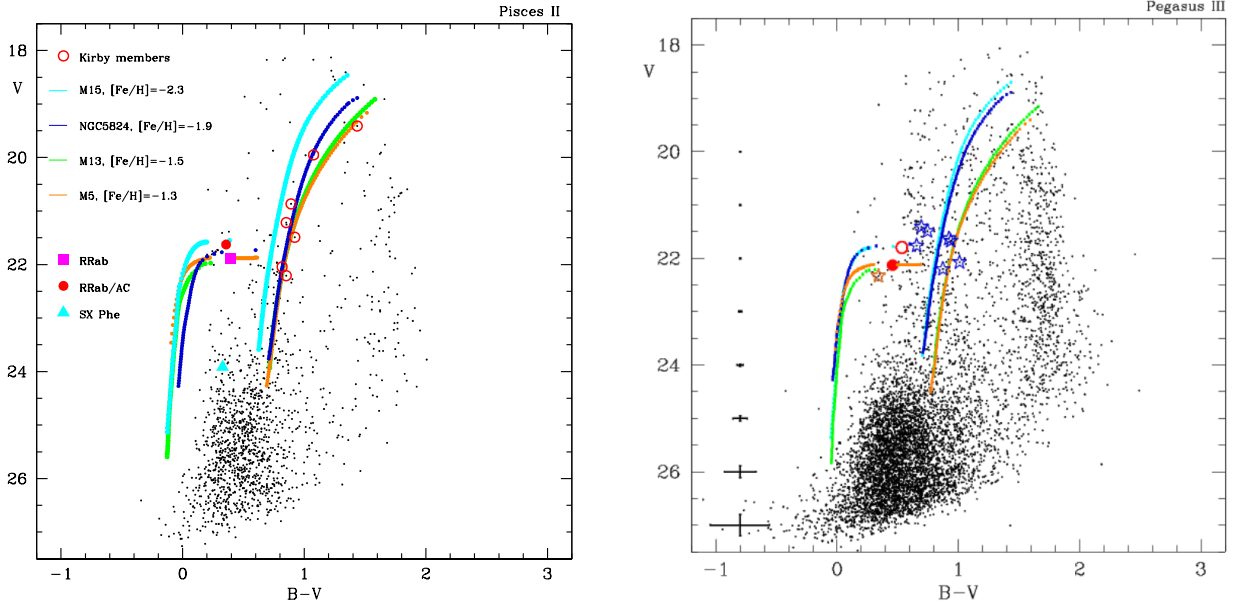 Pisces II
18
V
20
22
24
26
Kirby members
M15, [Fe/H]=−2.3
NGC5824, [Fe/H]=−1.9
M13, [Fe/H]=−1.5
M5, [Fe/H]=−1.3
RRab
RRab/AC
SX Phe
−1
0
1
2
3
B−V
Pegasus III
18
V
20
22
24
26
−1
0
1
2
3
B−V